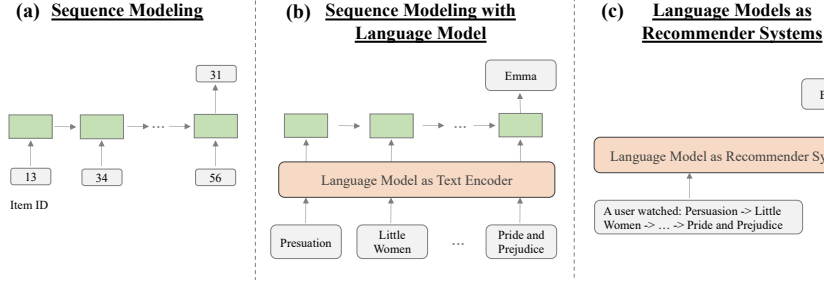 (a) Sequence Modeling
31
...
13
34
56
Item ID
(b) Sequence Modeling with
Language Model
Emma
...
Language Model as Text Encoder
Presuation
Little
Women
...
Pride and
Prejudice
(c) Language Models as
Recommender Systems
E
Language Model as Recommender Sy
A user watched: Persuation -> Little
Women -> ... -> Pride and Prejudice